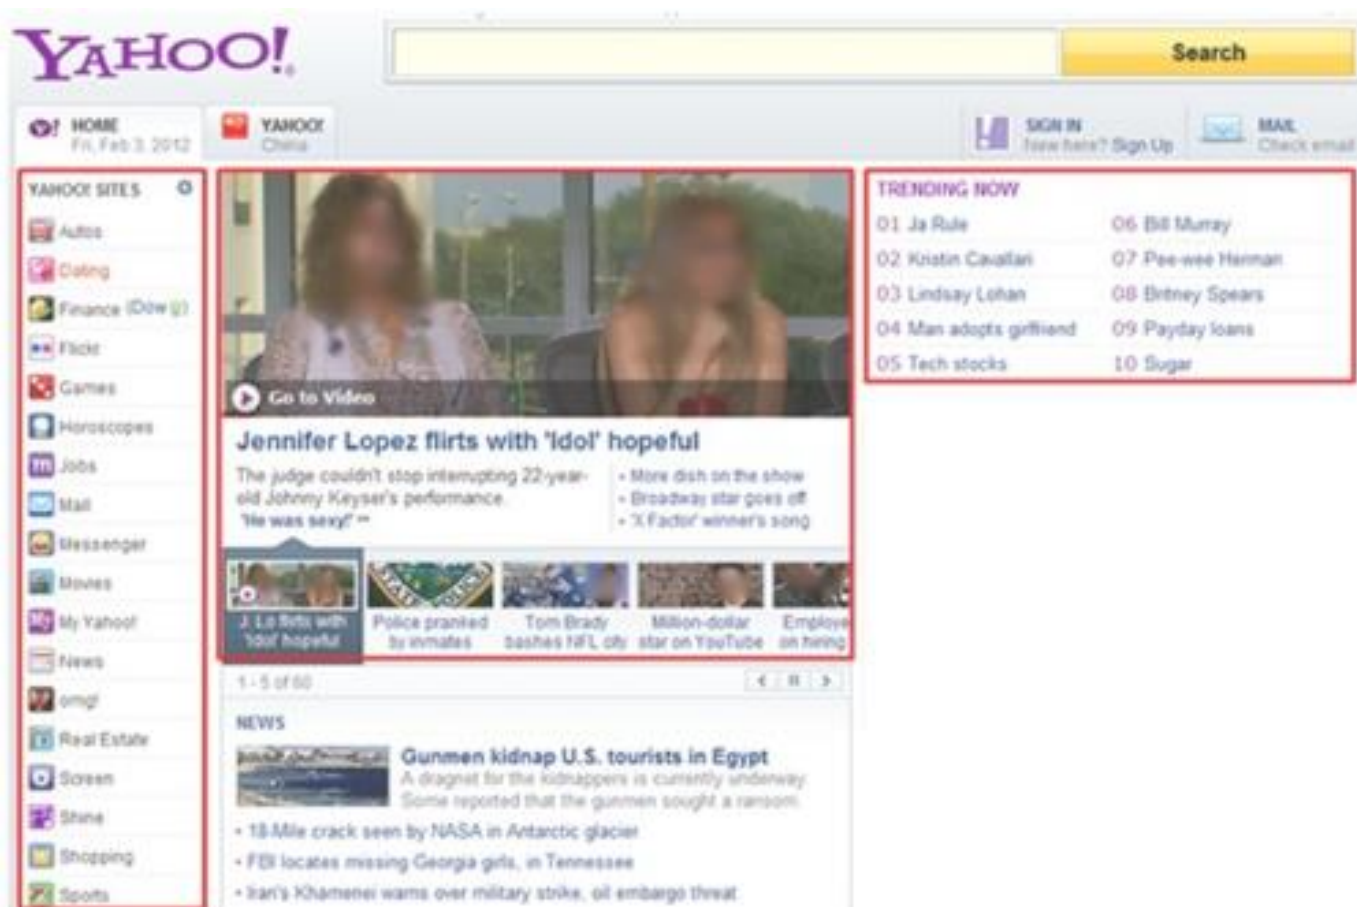 YAHOO!
Search
HOME
Fri, Feb 3, 2012
YAHOO!
China
SIGN IN
New here? Sign Up
MAIL
Check email
YAHOO! SITES
Autos
Dating
Finance (Dow
Flickr
Games
Horoscopes
Jobs
Mail
Messenger
Movies
My Yahoo!
News
omg!
Real Estate
Screen
Shine
Shopping
Sports
Go to Video
Jennifer Lopez flirts with 'Idol' hopeful
The judge couldn't stop interrupting 22-year-
old Johnny Keyser's performance.
'He was sexy!'
• More dish on the show
• Broadway star goes off
• 'X Factor' winner's song
STATE POLICE
J. Lo flirts with
'Idol' hopeful
Police pranked
by inmates
Tom Brady
bashes NFL city
Million-dollar
star on YouTube
Employe
on hiring
1 - 5 of 60
NEWS
Gunmen kidnap U.S. tourists in Egypt
A dragnet for the kidnappers is currently underway.
Some reported that the gunmen sought a ransom.
• 18-Mile crack seen by NASA in Antarctic glacier
• FBI locates missing Georgia girls, in Tennessee
• Iran's Khamenei warns over military strike, oil embargo threat
TRENDING NOW
01 Ja Rule
02 Kristin Cavallari
03 Lindsay Lohan
04 Man adopts girlfriend
05 Tech stocks
06 Bill Murray
07 Pee-wee Herman
08 Britney Spears
09 Payday loans
10 Sugar